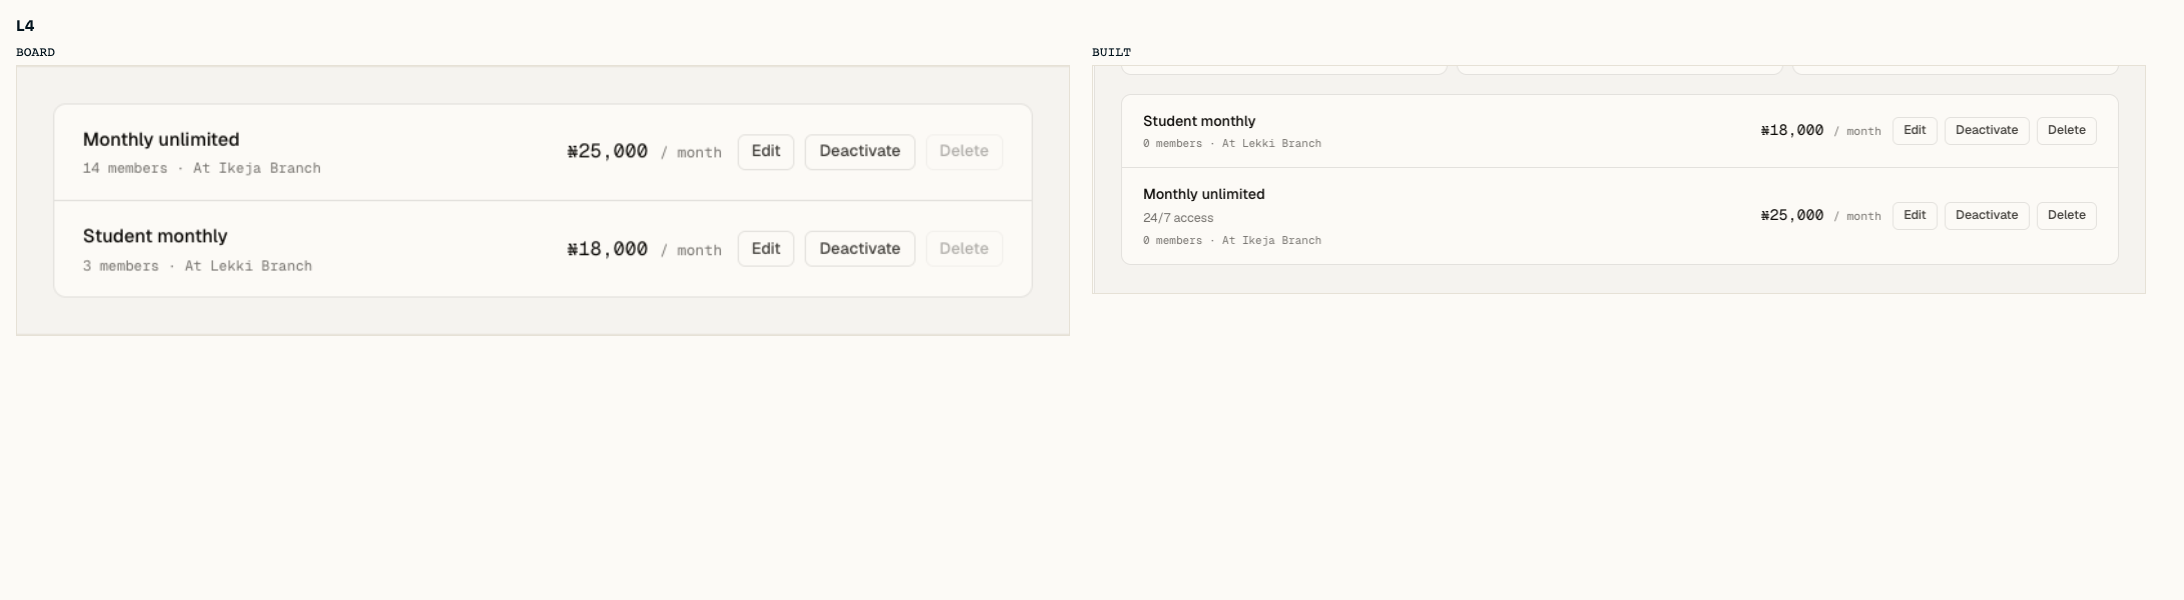 L4
BOARD
Monthly unlimited
14 members · At Ikeja Branch
₦25,000 / month Edit Deactivate Delete
Student monthly
3 members · At Lekki Branch
₦18,000 / month Edit Deactivate Delete
BUILT
Student monthly
0 members · At Lekki Branch
₦18,000 / month Edit Deactivate Delete
Monthly unlimited
24/7 access
0 members · At Ikeja Branch
₦25,000 / month Edit Deactivate Delete